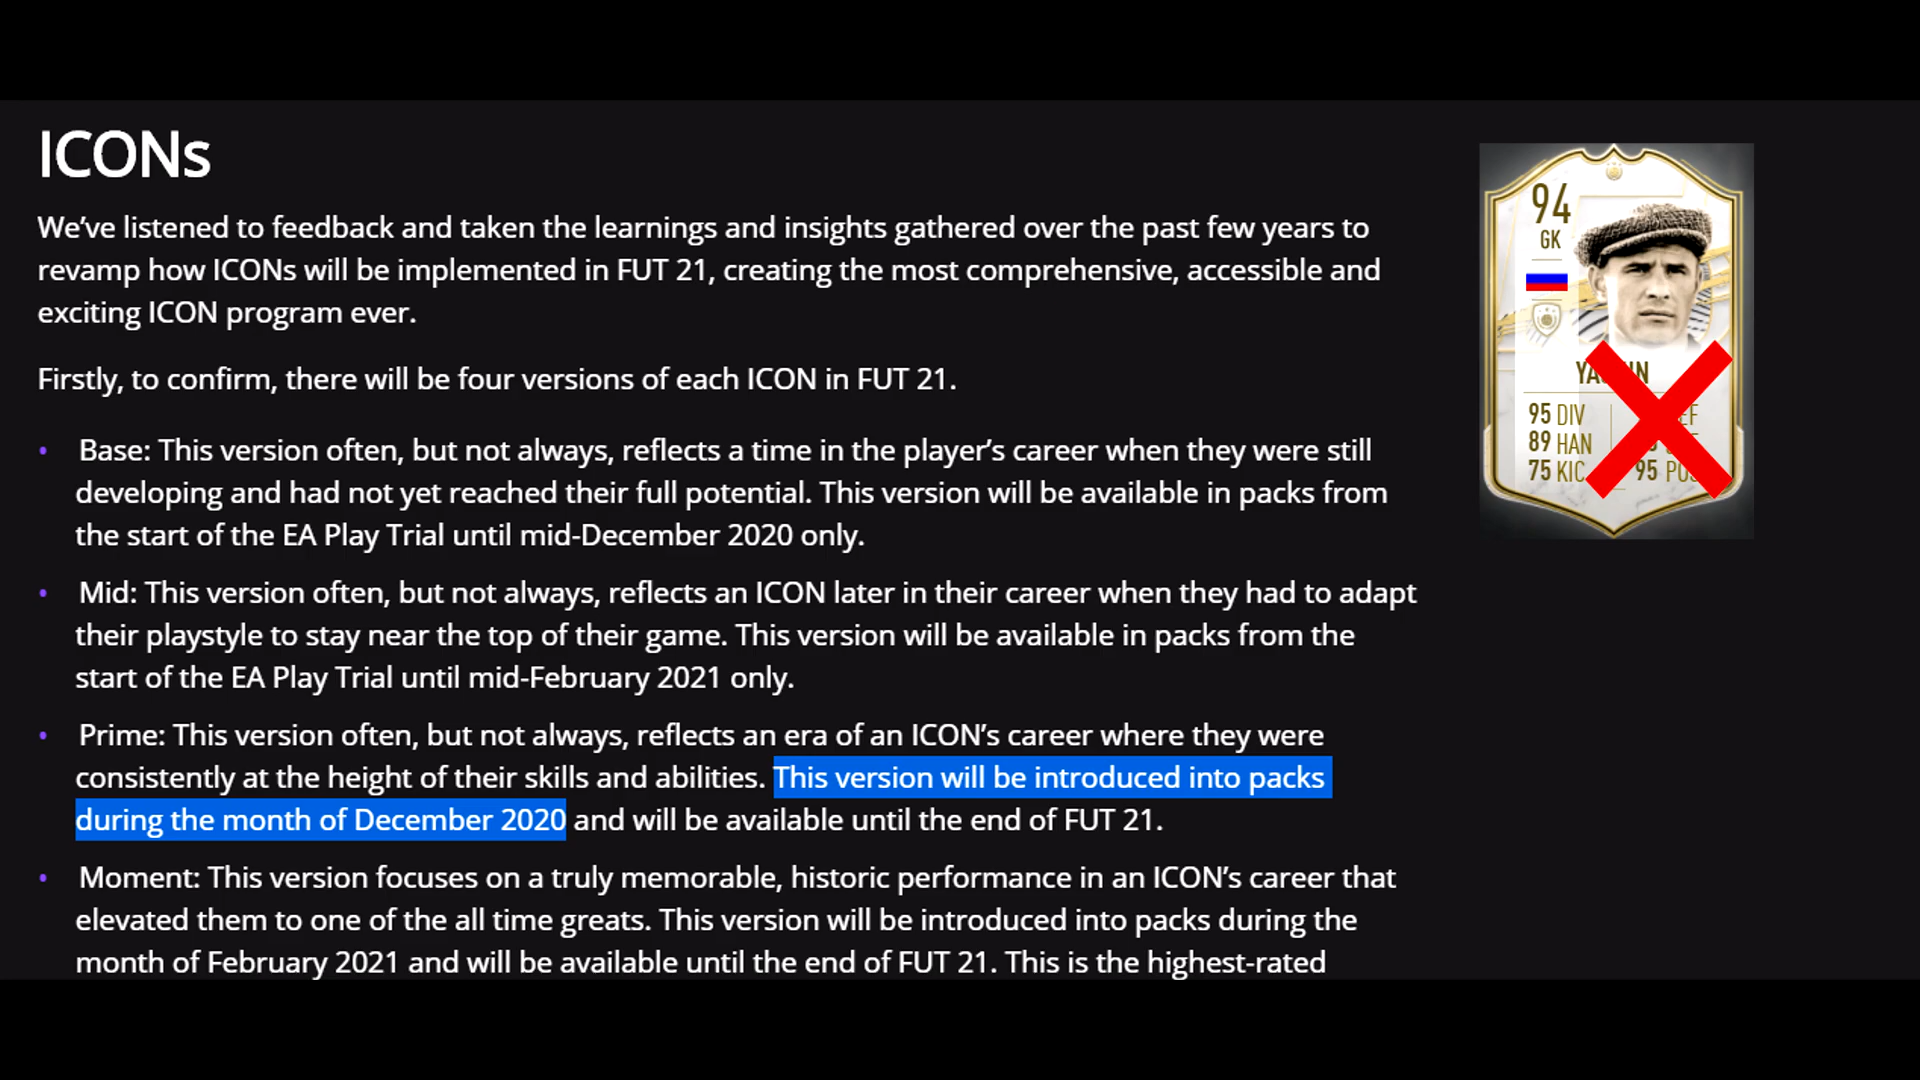 ICONs
We’ve listened to feedback and taken the learnings and insights gathered over the past few years to
revamp how ICONs will be implemented in FUT 21, creating the most comprehensive, accessible and
exciting ICON program ever.
Firstly, to confirm, there will be four versions of each ICON in FUT 21.
• Base: This version often, but not always, reflects a time in the player’s career when they were still
developing and had not yet reached their full potential. This version will be available in packs from
the start of the EA Play Trial until mid-December 2020 only.
• Mid: This version often, but not always, reflects an ICON later in their career when they had to adapt
their playstyle to stay near the top of their game. This version will be available in packs from the
start of the EA Play Trial until mid-February 2021 only.
• Prime: This version often, but not always, reflects an era of an ICON’s career where they were
consistently at the height of their skills and abilities. This version will be introduced into packs
during the month of December 2020 and will be available until the end of FUT 21.
• Moment: This version focuses on a truly memorable, historic performance in an ICON’s career that
elevated them to one of the all time greats. This version will be introduced into packs during the
month of February 2021 and will be available until the end of FUT 21. This is the highest-rated
94
GK
95 DIV
89 HAN
75 KIC
95